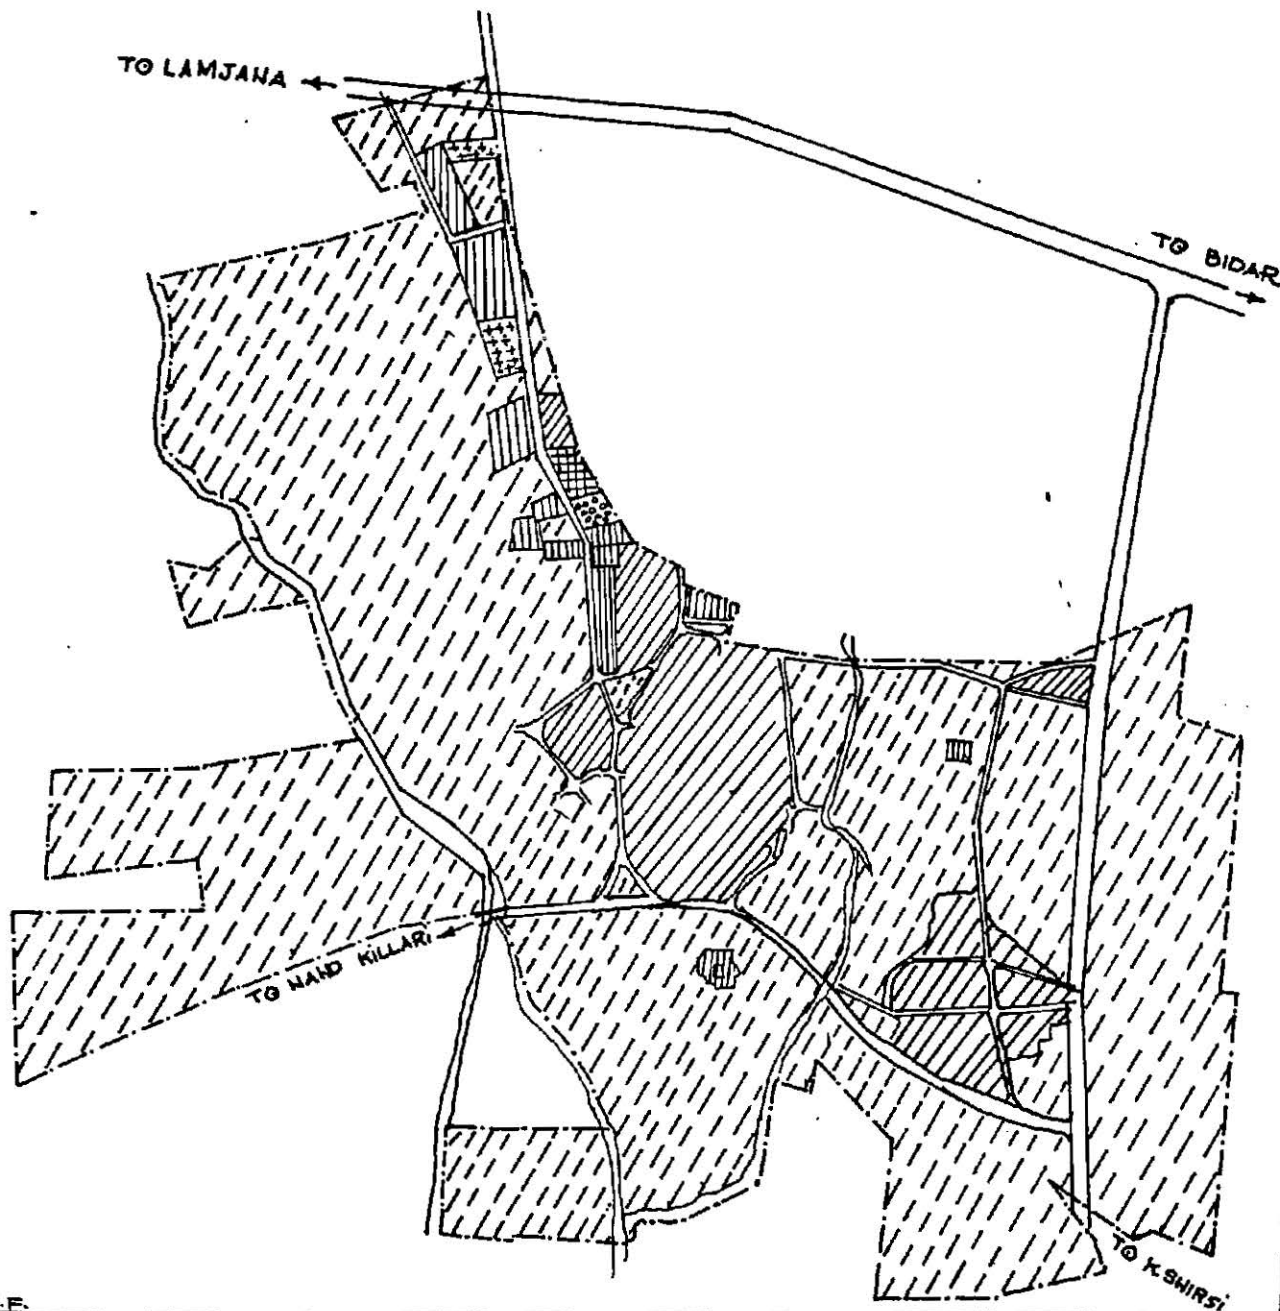 TO LAMJANA
TO BIDAR
TO NAND KILLARI
TO K.SHIRSI
.E.